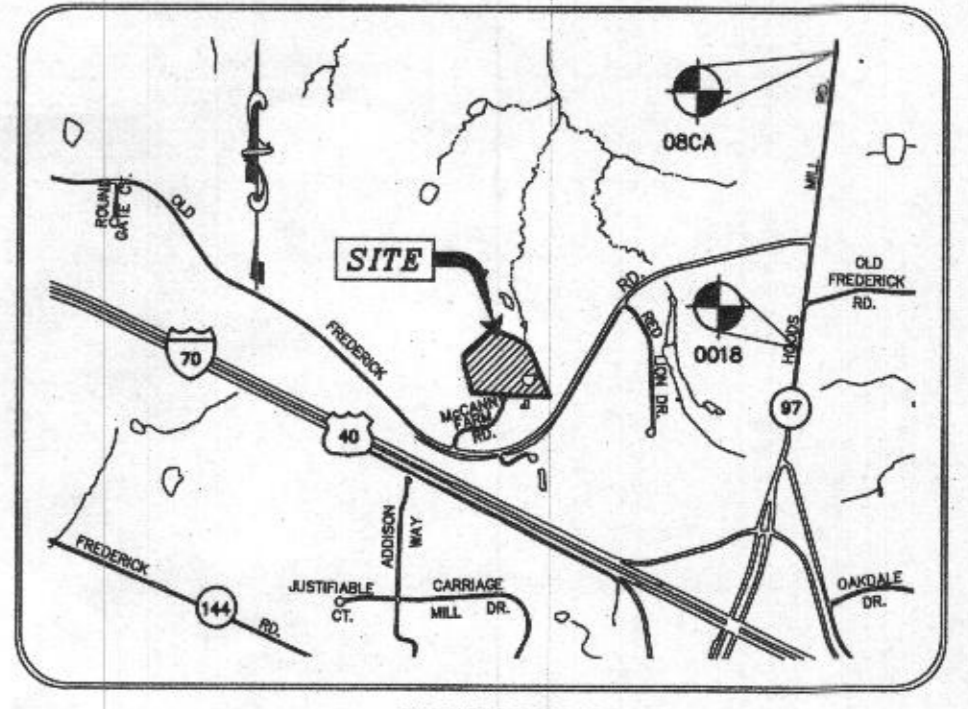 08CA
RD.
MILL
ROUND
GATE CT.
OLD
SITE
RD.
OLD
FREDERICK
RD.
FREDERICK
RED
LION DR.
0018
HOODS
70
McCANN
FARM
RD.
97
40
ADDISON
WAY
FREDERICK
144
RD.
JUSTIFIABLE
CT.
CARRIAGE
MILL DR.
OAKDALE
DR.